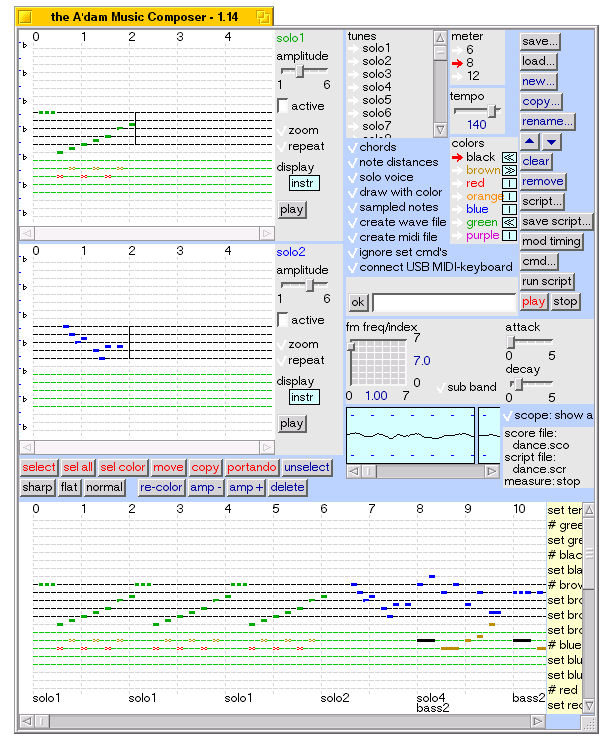 the A'dam Music Composer - 1.14
0 1 2 3 4
solo1
amplitude
1 6
active
zoom
repeat
display
instr
play
tunes
solo1
solo2
solo3
solo4
solo5
solo6
solo7
meter
6
8
12
tempo
140
save...
load...
new...
copy...
rename...
clear
remove
script...
save script...
mod timing
cmd...
run script
play stop
chords
note distances
solo voice
draw with color
sampled notes
create wave file
create midi file
ignore set cmd's
connect USB MIDI-keyboard
colors
black
brown
red
orange
blue
green
purple
ok
0 1 2 3 4
solo2
amplitude
1 6
active
zoom
repeat
display
instr
play
fm freq/index
7
7.0
0
0 1.00 7
sub band
attack
0 5
decay
0 5
scope: show a
score file:
dance.sco
script file:
dance.scr
measure: stop
select sel all sel color move copy portando unselect
sharp flat normal re-color amp - amp + delete
0 1 2 3 4 5 6 7 8 9 10
set ter
# gree
set gre
# blac
set bla
# brov
set bro
set bro
set bro
# blue
set blu
set blu
# red
set rec
solo1 solo1 solo1 solo2 solo4 bass2
bass2